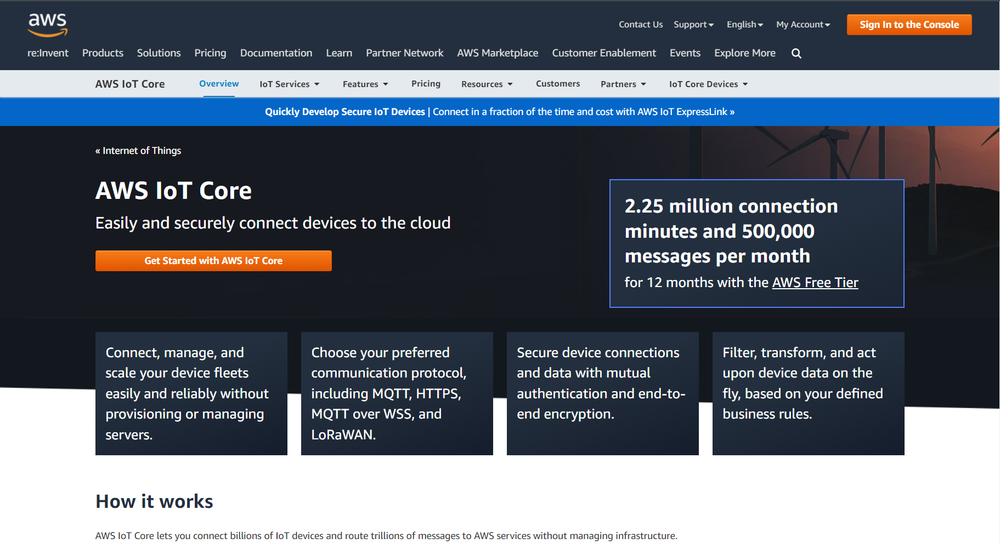 aws
Contact Us Support English My Account Sign In to the Console
re:Invent Products Solutions Pricing Documentation Learn Partner Network AWS Marketplace Customer Enablement Events Explore More
AWS IoT Core Overview IoT Services Features Pricing Resources Customers Partners IoT Core Devices
Quickly Develop Secure IoT Devices | Connect in a fraction of the time and cost with AWS IoT ExpressLink »
« Internet of Things
AWS IoT Core
Easily and securely connect devices to the cloud
Get Started with AWS IoT Core
2.25 million connection
minutes and 500,000
messages per month
for 12 months with the AWS Free Tier
Connect, manage, and
scale your device fleets
easily and reliably without
provisioning or managing
servers.
Choose your preferred
communication protocol,
including MQTT, HTTPS,
MQTT over WSS, and
LoRaWAN.
Secure device connections
and data with mutual
authentication and end-to-
end encryption.
Filter, transform, and act
upon device data on the
fly, based on your defined
business rules.
How it works
AWS IoT Core lets you connect billions of IoT devices and route trillions of messages to AWS services without managing infrastructure.